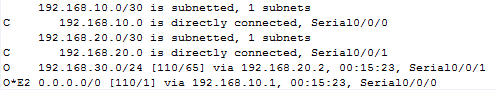 192.168.10.0/30 is subnetted, 1 subnets
C 192.168.10.0 is directly connected, Serial0/0/0
192.168.20.0/30 is subnetted, 1 subnets
C 192.168.20.0 is directly connected, Serial0/0/1
O 192.168.30.0/24 [110/65] via 192.168.20.2, 00:15:23, Serial0/0/1
O*E2 0.0.0.0/0 [110/1] via 192.168.10.1, 00:15:23, Serial0/0/0